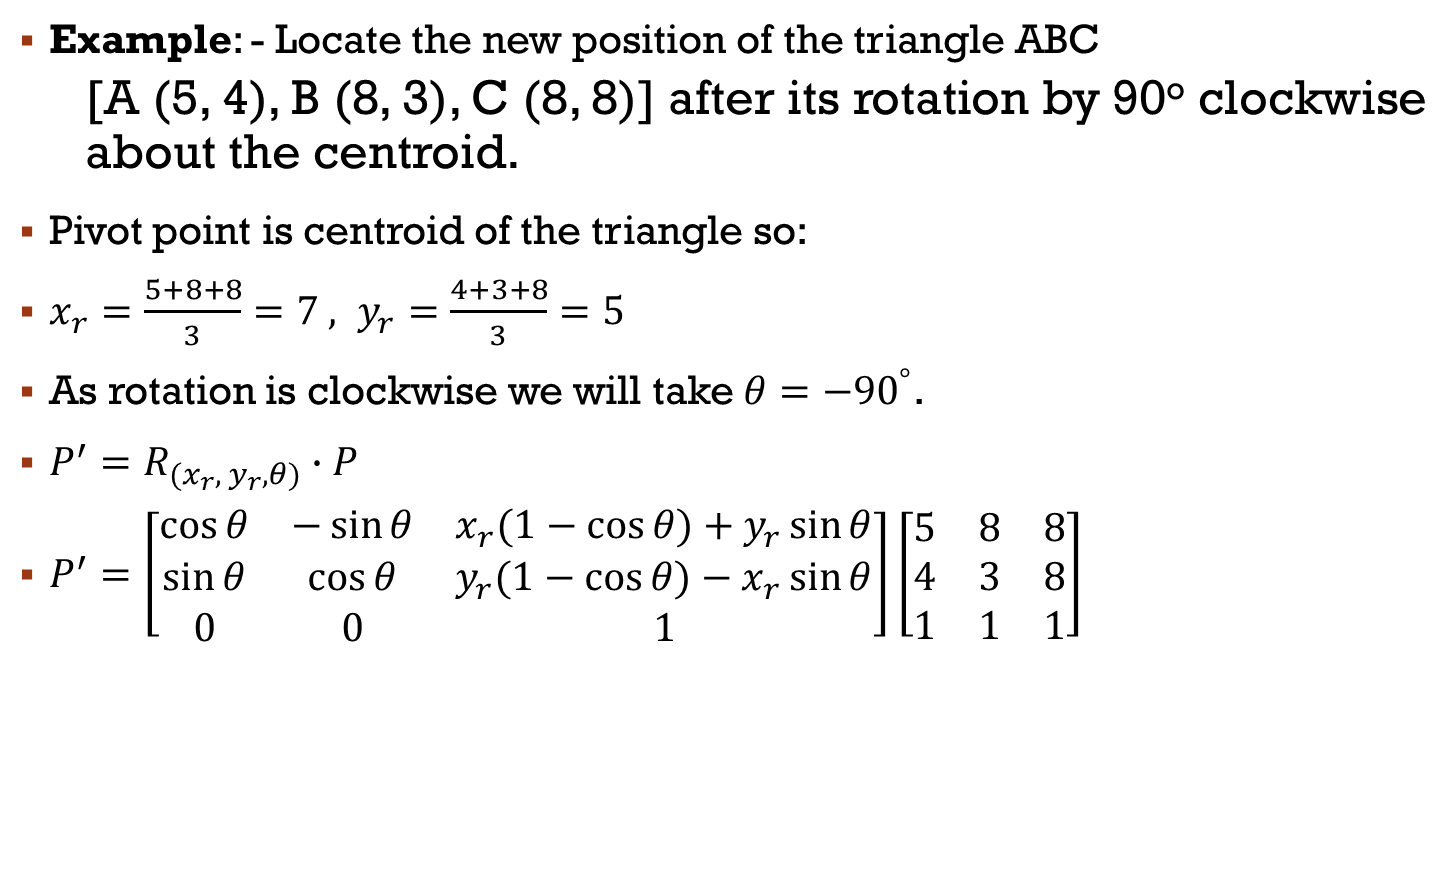 ▪ Example: - Locate the new position of the triangle ABC
[A (5, 4), B (8, 3), C (8, 8)] after its rotation by 90° clockwise
about the centroid.
▪ Pivot point is centroid of the triangle so:
▪ x_r = (5+8+8)/3 = 7 , y_r = (4+3+8)/3 = 5
▪ As rotation is clockwise we will take θ = −90°.
▪ P′ = R_(x_r, y_r,θ) · P
▪ P′ = [cos θ − sin θ x_r(1 − cos θ) + y_r sin θ] [5 8 8]
[sin θ cos θ y_r(1 − cos θ) − x_r sin θ] [4 3 8]
[0 0 1] [1 1 1]